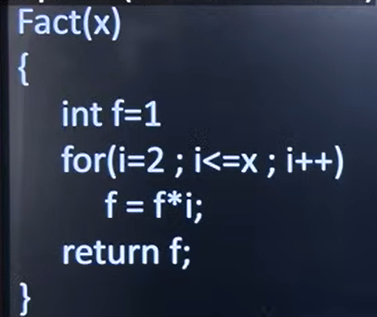 Fact(x)
{
int f=1
for(i=2 ; i<=x ; i++)
f = f*i;
return f;
}